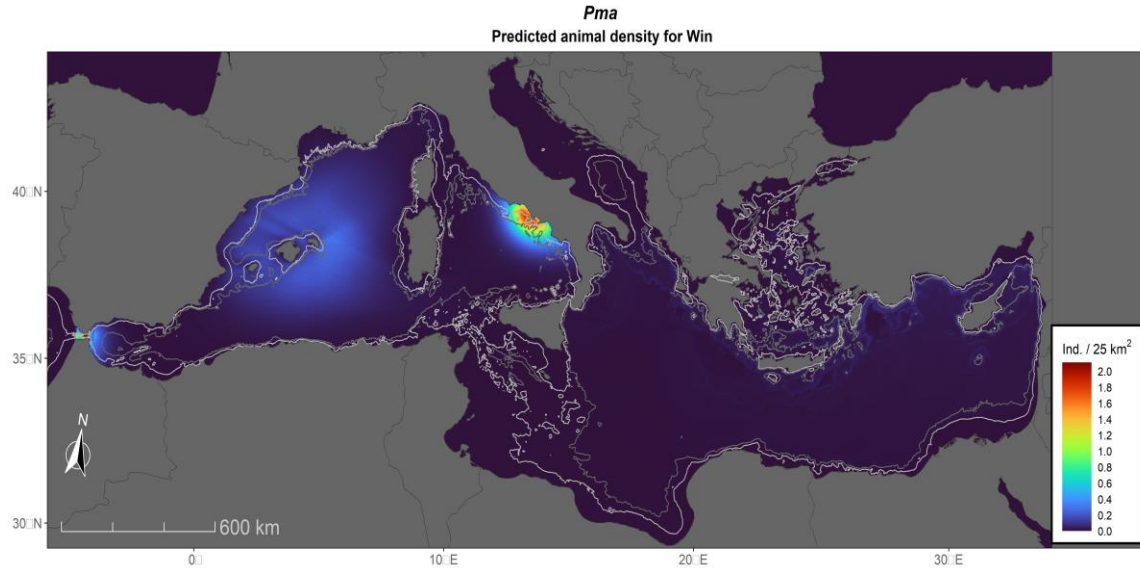 Pma
Predicted animal density for Win
40□N
35□N
30□N
N
600 km
0□
10□E
20□E
30□E
Ind. / 25 km²
2.0
1.8
1.6
1.4
1.2
1.0
0.8
0.6
0.4
0.2
0.0